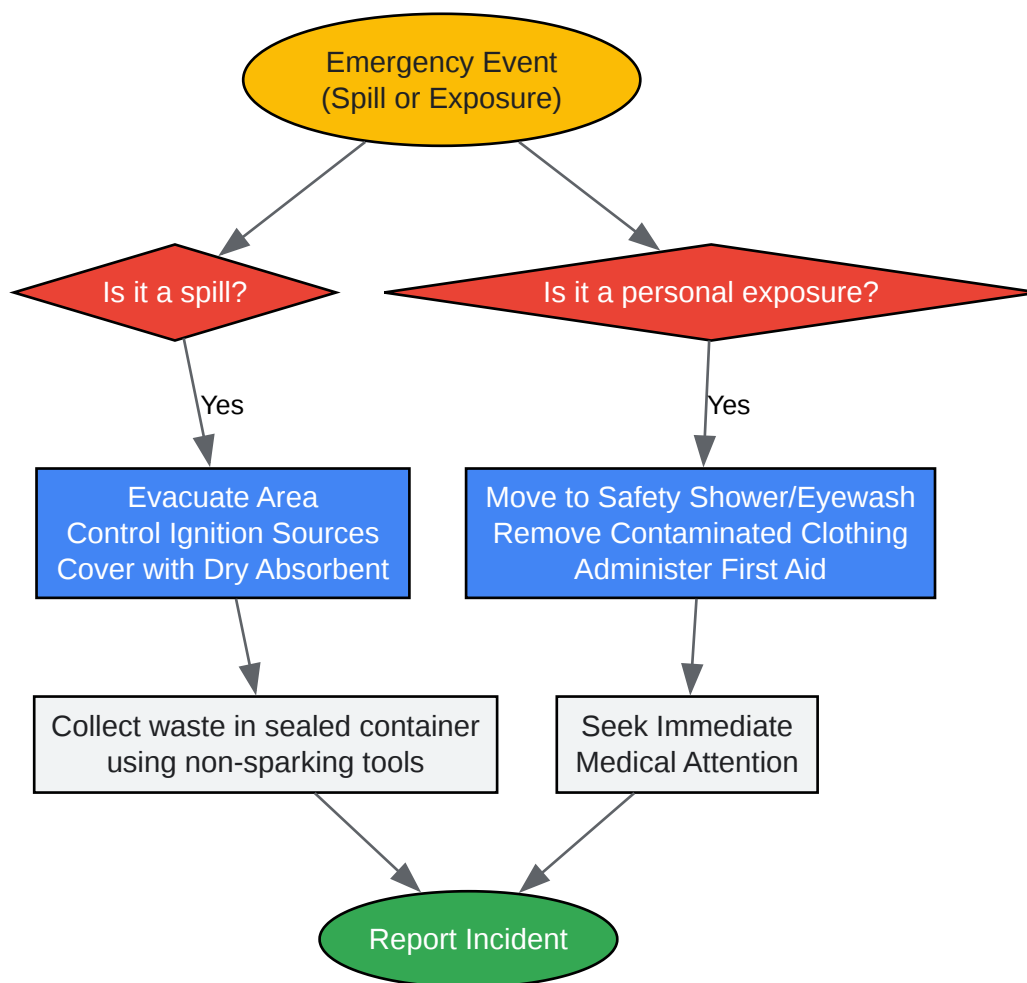 Emergency Event
(Spill or Exposure)
Is it a spill?
Is it a personal exposure?
Yes
Yes
Evacuate Area
Control Ignition Sources
Cover with Dry Absorbent
Move to Safety Shower/Eyewash
Remove Contaminated Clothing
Administer First Aid
Collect waste in sealed container
using non-sparking tools
Seek Immediate
Medical Attention
Report Incident